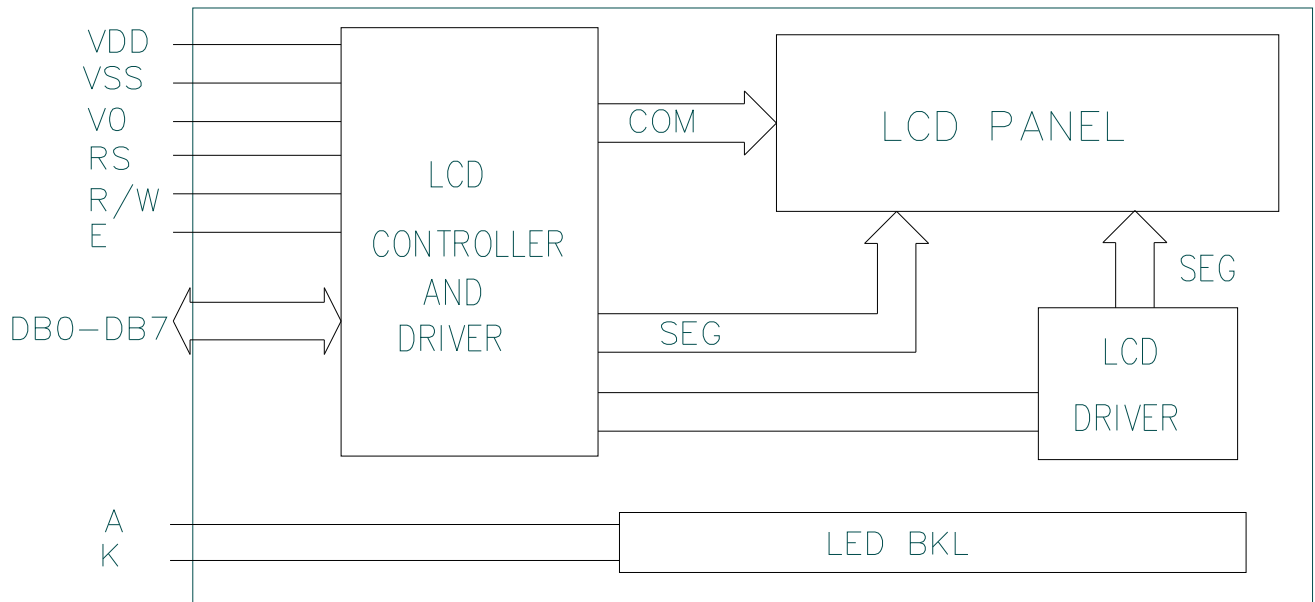 VDD
VSS
V0
RS
R/W
E
DB0-DB7
LCD
CONTROLLER
AND
DRIVER
COM
LCD PANEL
SEG
SEG
LCD
DRIVER
A
K
LED BKL